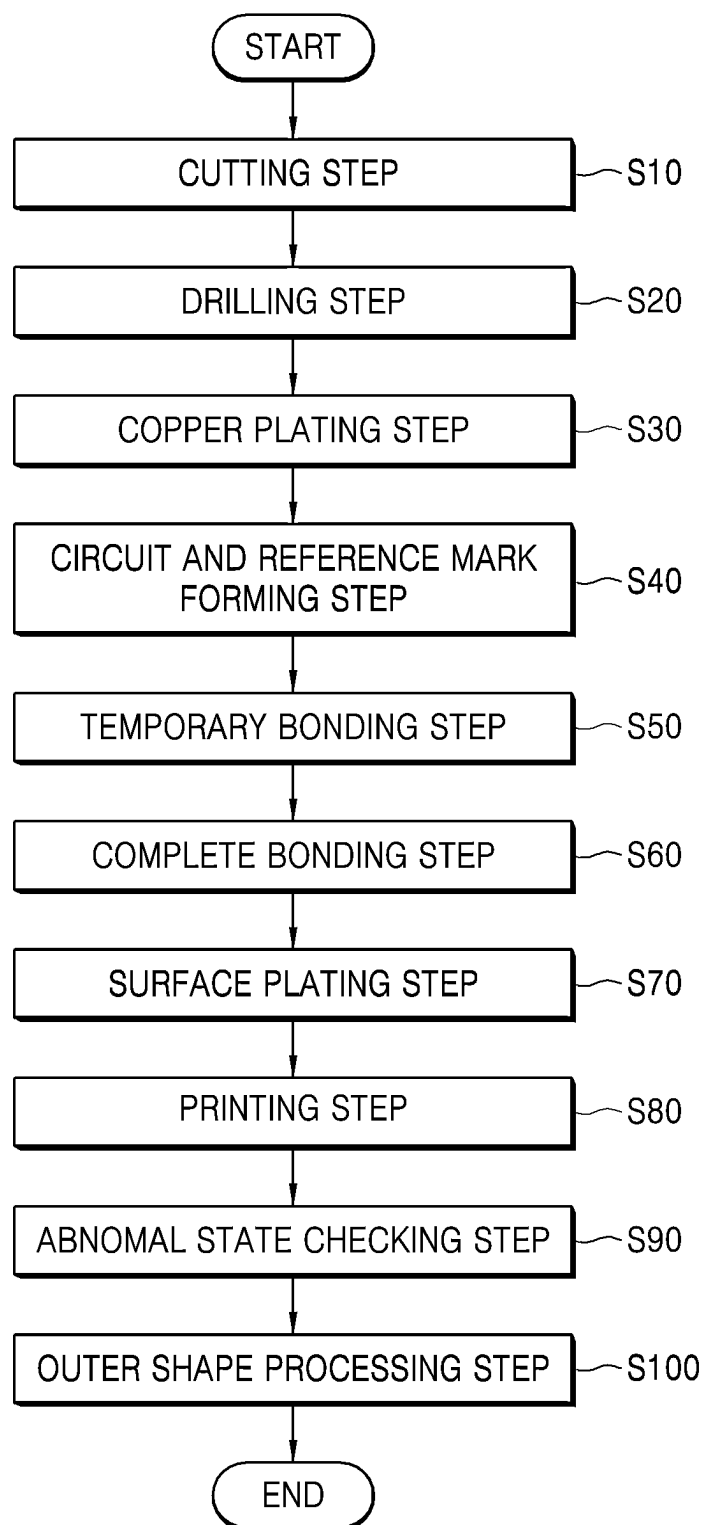 START
CUTTING STEP
S10
DRILLING STEP
S20
COPPER PLATING STEP
S30
CIRCUIT AND REFERENCE MARK
FORMING STEP
S40
TEMPORARY BONDING STEP
S50
COMPLETE BONDING STEP
S60
SURFACE PLATING STEP
S70
PRINTING STEP
S80
ABNOMAL STATE CHECKING STEP
S90
OUTER SHAPE PROCESSING STEP
S100
END